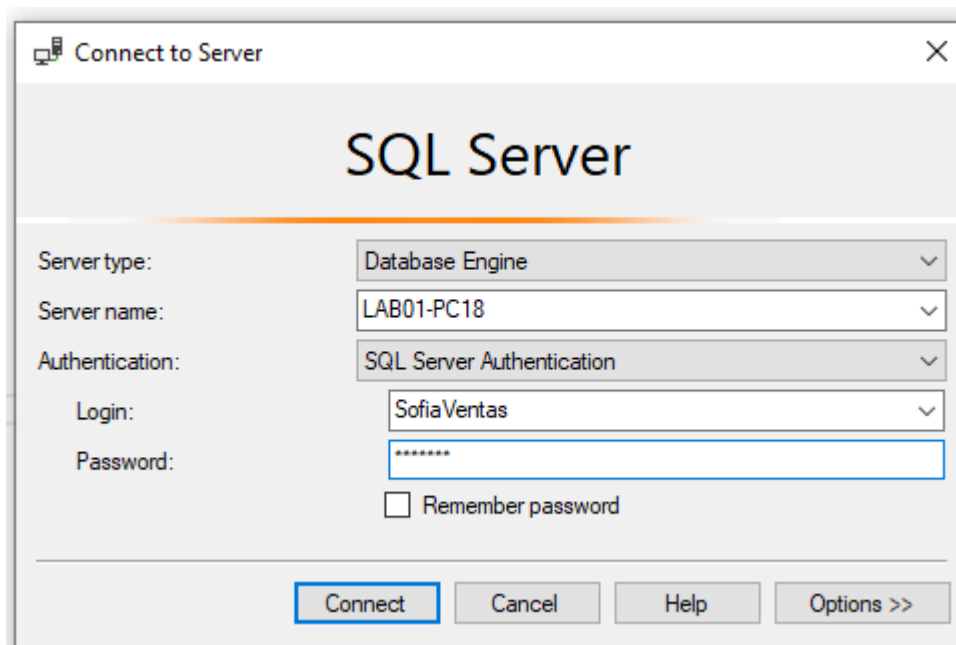 Connect to Server
SQL Server
Server type: Database Engine
Server name: LAB01-PC18
Authentication: SQL Server Authentication
Login: SofiaVentas
Password: *******
Remember password
Connect Cancel Help Options >>